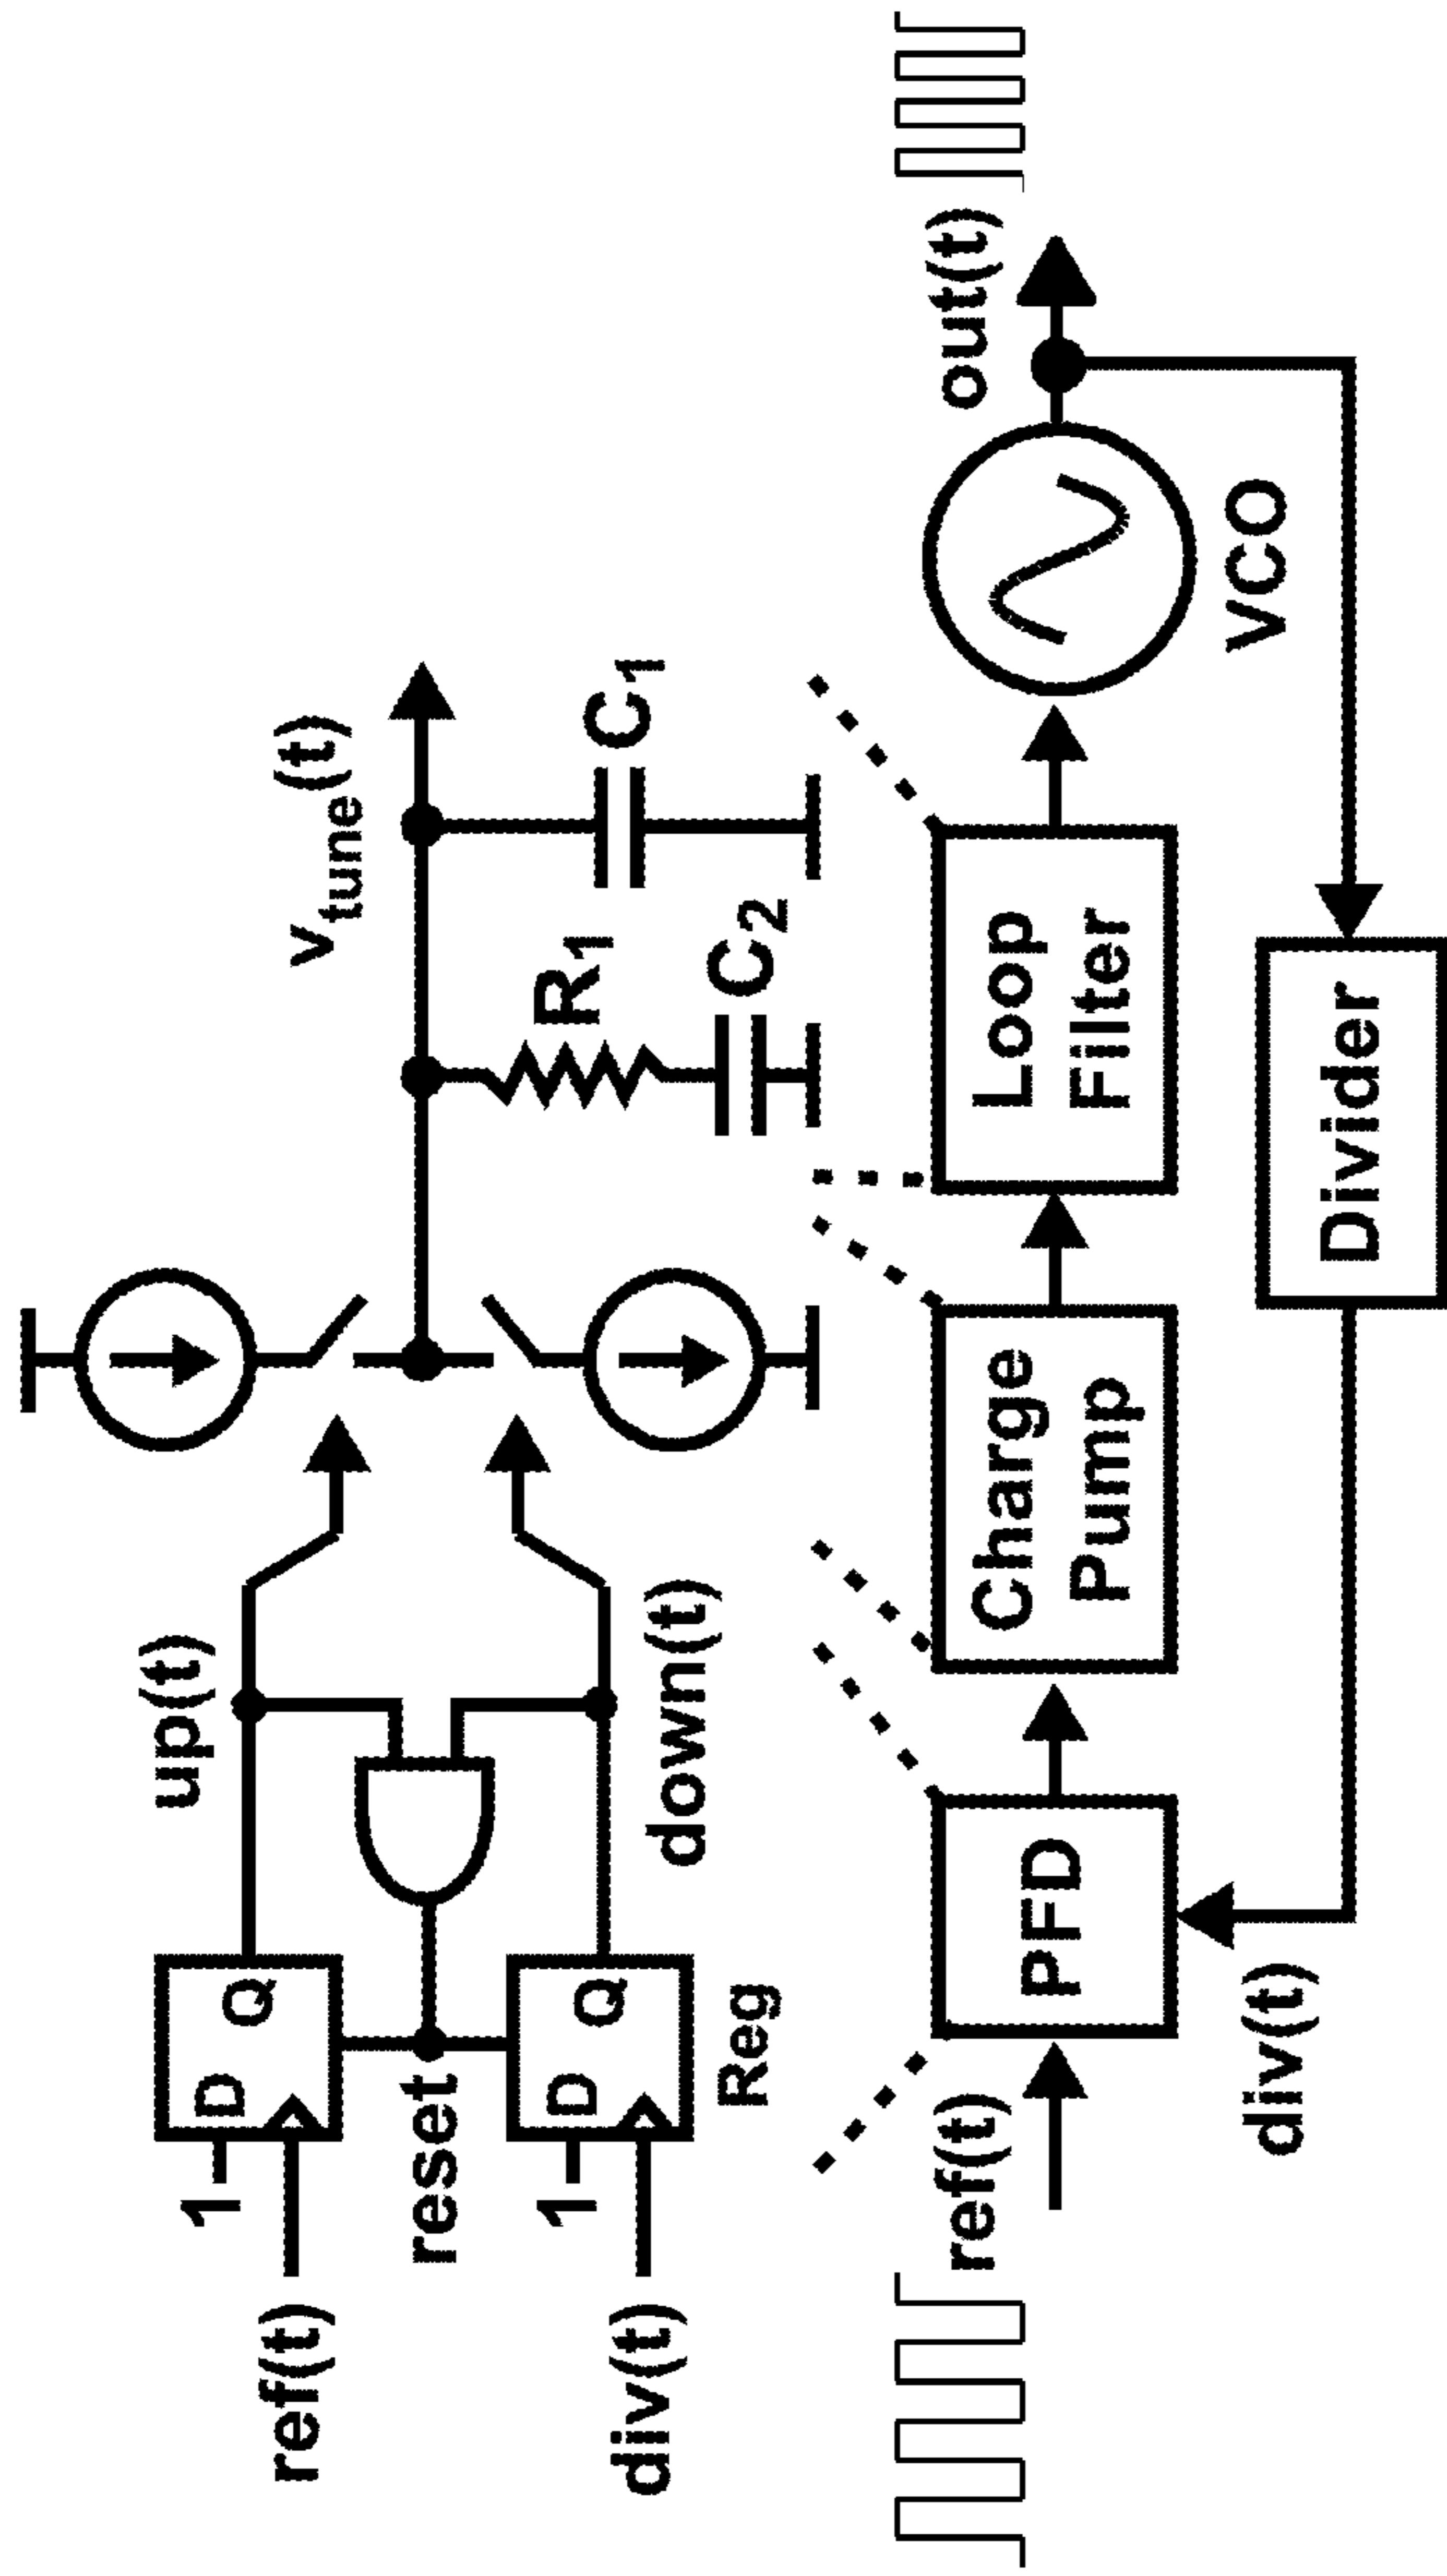 ref(t)
1
D
Q
up(t)
reset
div(t)
1
D
Q
Reg
down(t)
v_tune(t)
R₁
C₂
C₁
ref(t)
PFD
Charge
Pump
Loop
Filter
VCO
out(t)
div(t)
Divider